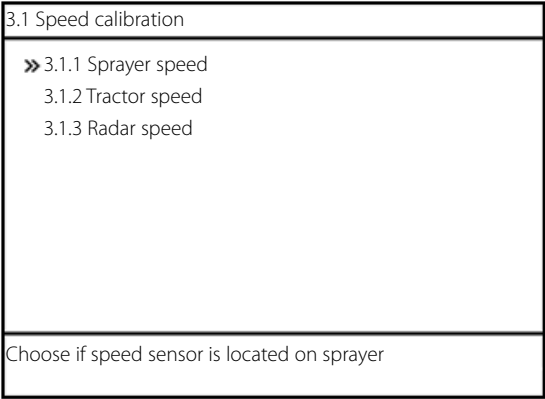 3.1 Speed calibration
» 3.1.1 Sprayer speed
3.1.2 Tractor speed
3.1.3 Radar speed
Choose if speed sensor is located on sprayer